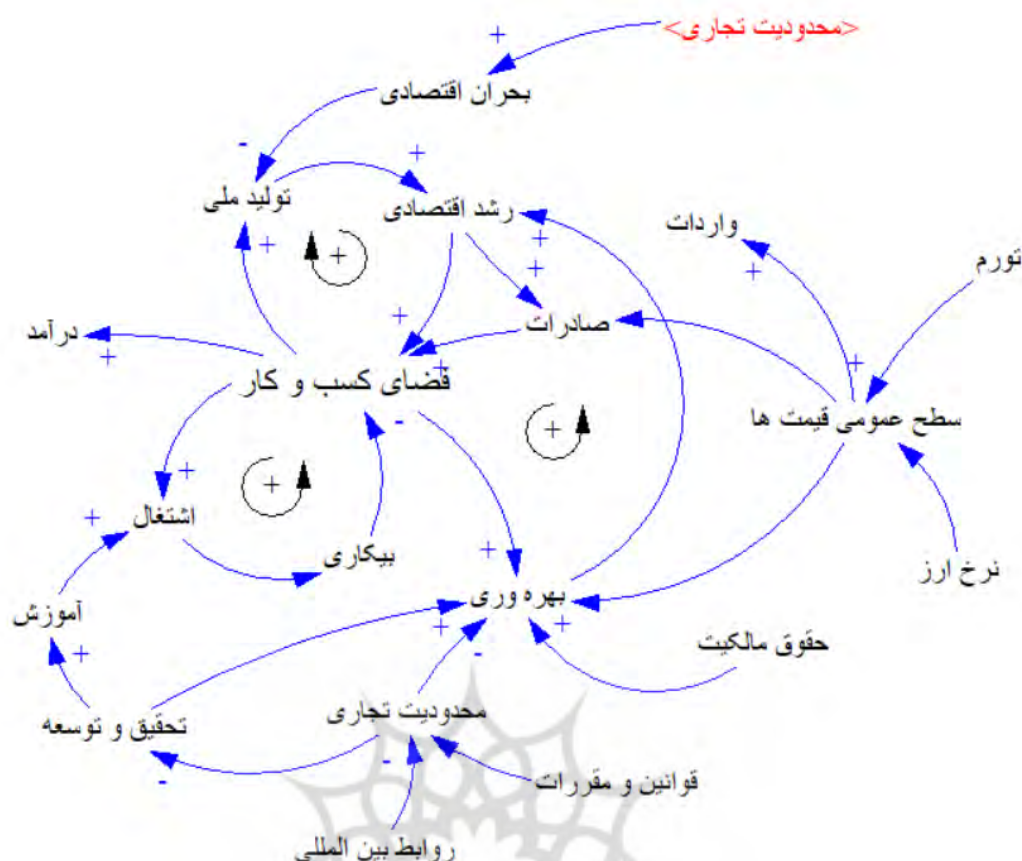 <محدودیت تجاری>
+
بحران اقتصادی
-
+
تولید ملی
رشد اقتصادی
واردات
+
+
+
+
+
تورم
صادرات
درآمد
+
+
+
+
فضای کسب و کار
-
سطح عمومی قیمت ها
+
+
+
اشتغال
+
بیکاری
+
نرخ ارز
بهره وری
آموزش
+
+
حقوق مالکیت
+
-
محدودیت تجاری
تحقیق و توسعه
-
-
قوانین و مقررات
روابط بین المللی